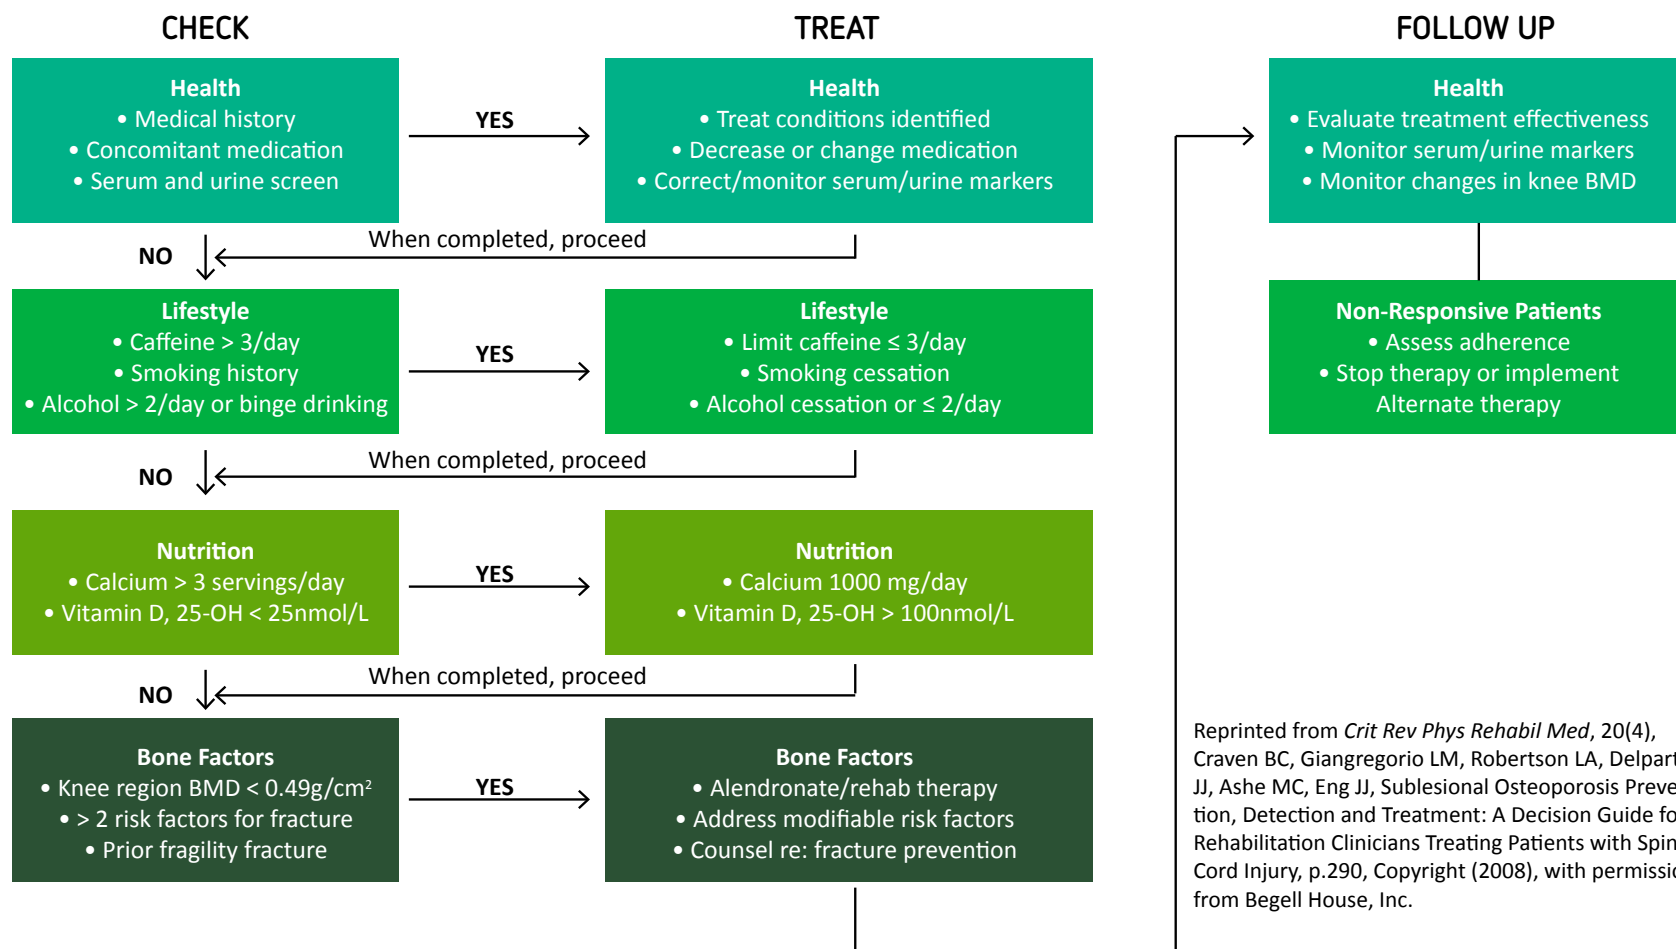 CHECK
TREAT
FOLLOW UP
Health
• Medical history
• Concomitant medication
• Serum and urine screen
YES
Health
• Treat conditions identified
• Decrease or change medication
• Correct/monitor serum/urine markers
Health
• Evaluate treatment effectiveness
• Monitor serum/urine markers
• Monitor changes in knee BMD
NO
When completed, proceed
Lifestyle
• Caffeine > 3/day
• Smoking history
• Alcohol > 2/day or binge drinking
YES
Lifestyle
• Limit caffeine ≤ 3/day
• Smoking cessation
• Alcohol cessation or ≤ 2/day
Non-Responsive Patients
• Assess adherence
• Stop therapy or implement
Alternate therapy
NO
When completed, proceed
Nutrition
• Calcium > 3 servings/day
• Vitamin D, 25-OH < 25nmol/L
YES
Nutrition
• Calcium 1000 mg/day
• Vitamin D, 25-OH > 100nmol/L
NO
When completed, proceed
Bone Factors
• Knee region BMD < 0.49g/cm²
• > 2 risk factors for fracture
• Prior fragility fracture
YES
Bone Factors
• Alendronate/rehab therapy
• Address modifiable risk factors
• Counsel re: fracture prevention
Reprinted from Crit Rev Phys Rehabil Med, 20(4),
Craven BC, Giangregorio LM, Robertson LA, Delpart
JJ, Ashe MC, Eng JJ, Sublesional Osteoporosis Preve
tion, Detection and Treatment: A Decision Guide fo
Rehabilitation Clinicians Treating Patients with Spin
Cord Injury, p.290, Copyright (2008), with permissio
from Begell House, Inc.